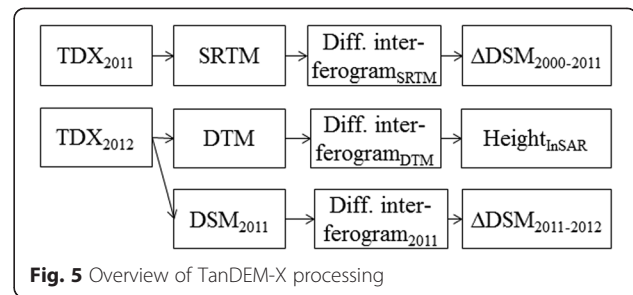 TDX2011
SRTM
Diff. inter-
ferogramSRTM
ΔDSM2000-2011
TDX2012
DTM
Diff. inter-
ferogramDTM
HeightInSAR
DSM2011
Diff. inter-
ferogram2011
ΔDSM2011-2012
Fig. 5 Overview of TanDEM-X processing